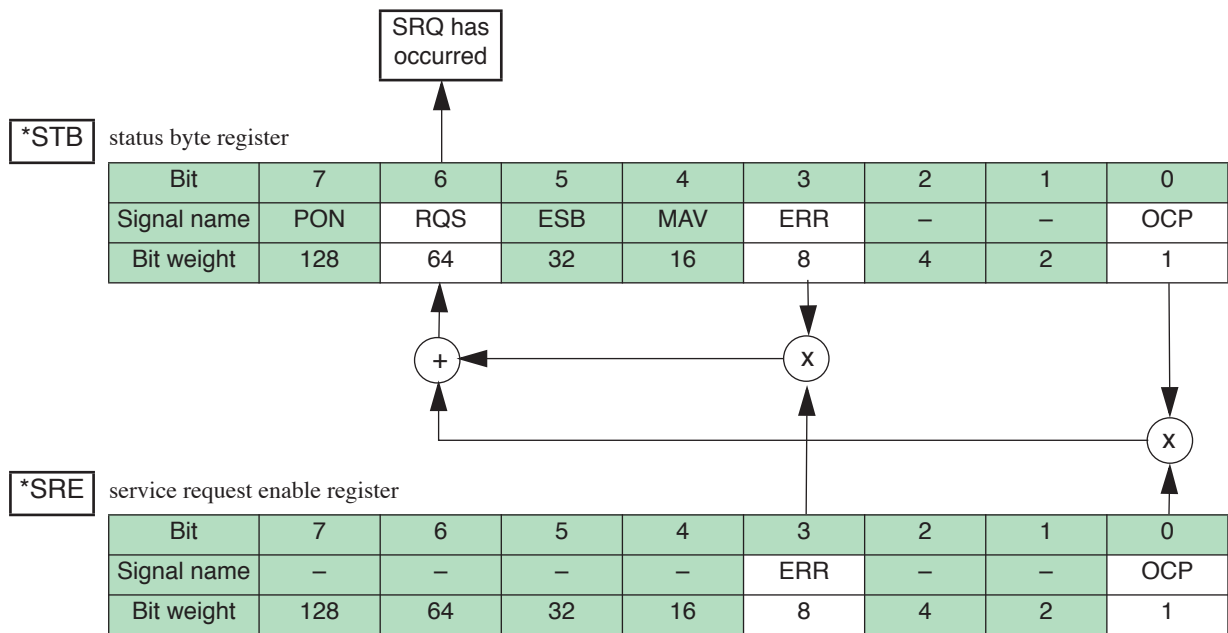 SRQ has
occurred
*STB status byte register
Bit 7 6 5 4 3 2 1 0
Signal name PON RQS ESB MAV ERR – – OCP
Bit weight 128 64 32 16 8 4 2 1
+ x
x
*SRE service request enable register
Bit 7 6 5 4 3 2 1 0
Signal name – – – – ERR – – OCP
Bit weight 128 64 32 16 8 4 2 1